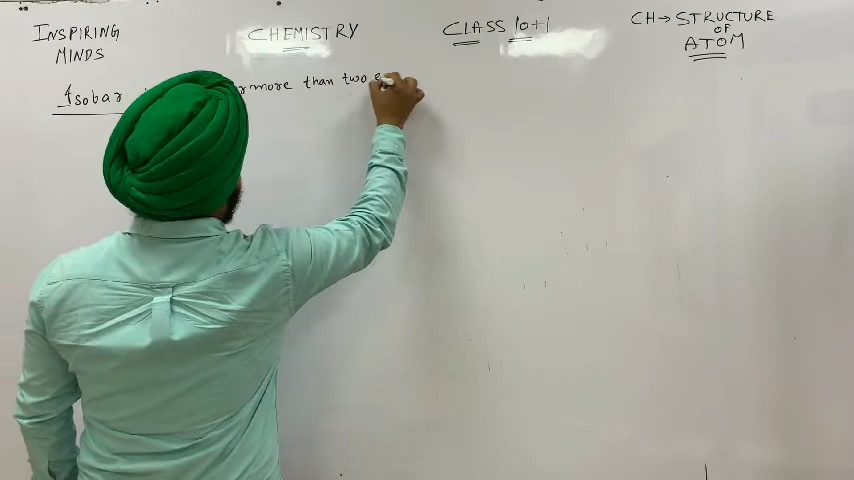 INSPIRING MINDS
CHEMISTRY
CLASS 10+1
CH→ STRUCTURE OF ATOM
Isobar more than two